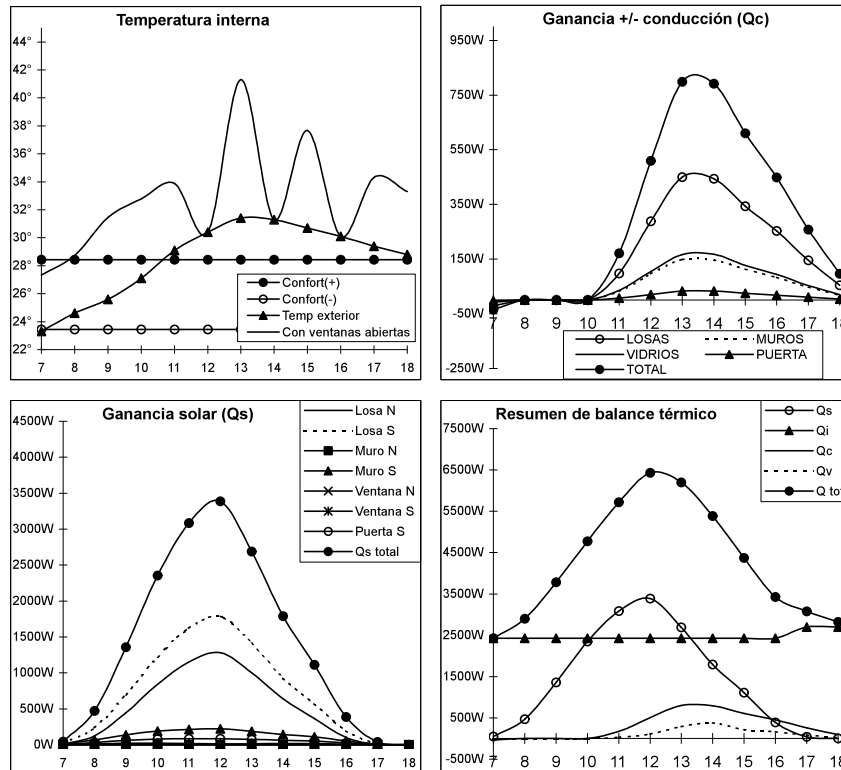 Temperatura interna
44°
42°
40°
38°
36°
34°
32°
30°
28°
26°
24°
22°
7 8 9 10 11 12 13 14 15 16 17 18
Confort(+)
Confort(-)
Temp exterior
Con ventanas abiertas
Ganancia +/- conducción (Qc)
950W
750W
550W
350W
150W
-50W
-250W
7 8 9 10 11 12 13 14 15 16 17 18
LOSAS
MUROS
VIDRIOS
PUERTA
TOTAL
Ganancia solar (Qs)
4500W
4000W
3500W
3000W
2500W
2000W
1500W
1000W
500W
0W
7 8 9 10 11 12 13 14 15 16 17 18
Losa N
Losa S
Muro N
Muro S
Ventana N
Ventana S
Puerta S
Qs total
Resumen de balance térmico
7500W
6500W
5500W
4500W
3500W
2500W
1500W
500W
-500W
7 8 9 10 11 12 13 14 15 16 17 18
Qs
Qi
Qc
Qv
Q tot